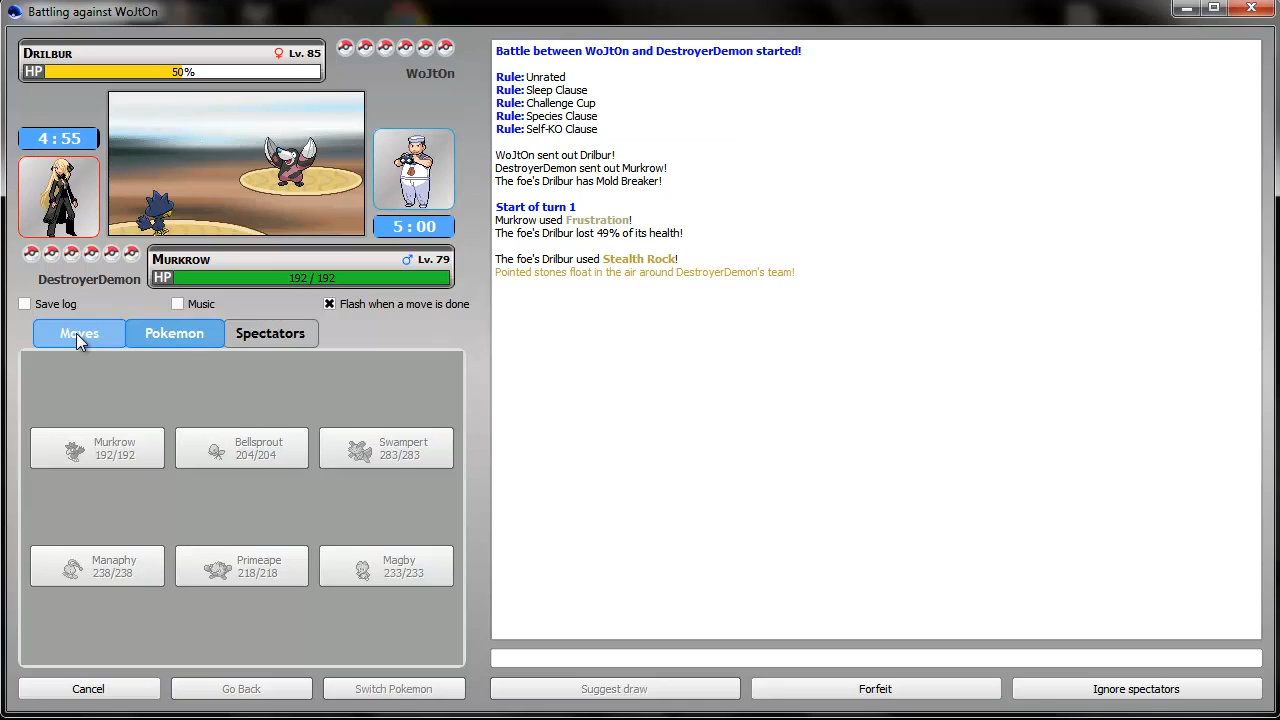 Battling against WoJtOn
DRILBUR ♀ Lv. 85
HP 50%
WoJtOn
4:55
5:00
DestroyerDemon
MURKROW ♂ Lv. 79
HP 192 / 192
Save log
Music
Flash when a move is done
Moves
Pokemon
Spectators
Murkrow
192/192
Bellsprout
204/204
Swampert
283/283
Manaphy
238/238
Primeape
218/218
Magby
233/233
Cancel
Go Back
Switch Pokemon
Battle between WoJtOn and DestroyerDemon started!
Rule: Unrated
Rule: Sleep Clause
Rule: Challenge Cup
Rule: Species Clause
Rule: Self-KO Clause
WoJtOn sent out Drilbur!
DestroyerDemon sent out Murkrow!
The foe's Drilbur has Mold Breaker!
Start of turn 1
Murkrow used Frustration!
The foe's Drilbur lost 49% of its health!
The foe's Drilbur used Stealth Rock!
Pointed stones float in the air around DestroyerDemon's team!
Suggest draw
Forfeit
Ignore spectators